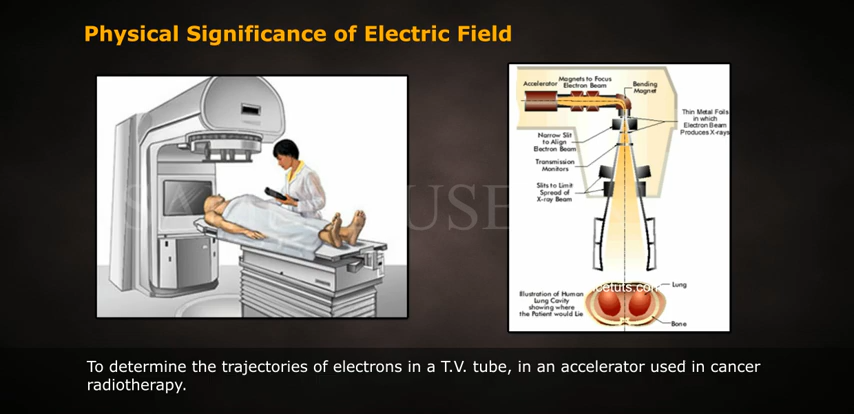 Physical Significance of Electric Field
Accelerator
Magnets to Focus
Electron Beam
Bending
Magnet
Thin Metal Foils
in which
Electron Beam
Produces X-rays
Narrow Slit
to Align
Electron Beam
Transmission
Monitors
Slits to Limit
Spread of
X-ray Beam
Lung
Illustration of Human
Lung Cavity
showing where
the Patient would Lie
Bone
To determine the trajectories of electrons in a T.V. tube, in an accelerator used in cancer
radiotherapy.